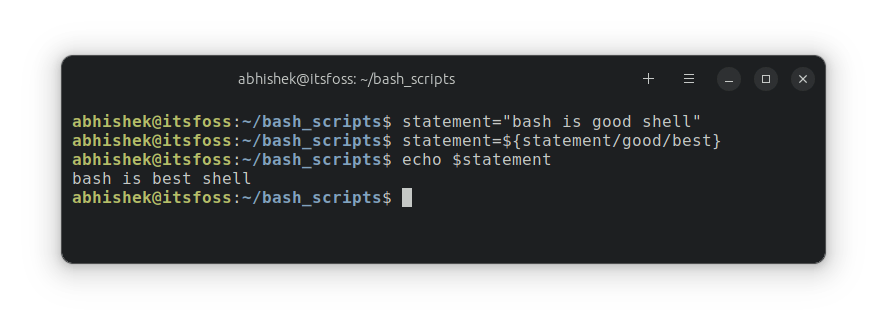 abhishek@itsfoss: ~/bash_scripts
abhishek@itsfoss:~/bash_scripts$ statement="bash is good shell"
abhishek@itsfoss:~/bash_scripts$ statement=${statement/good/best}
abhishek@itsfoss:~/bash_scripts$ echo $statement
bash is best shell
abhishek@itsfoss:~/bash_scripts$